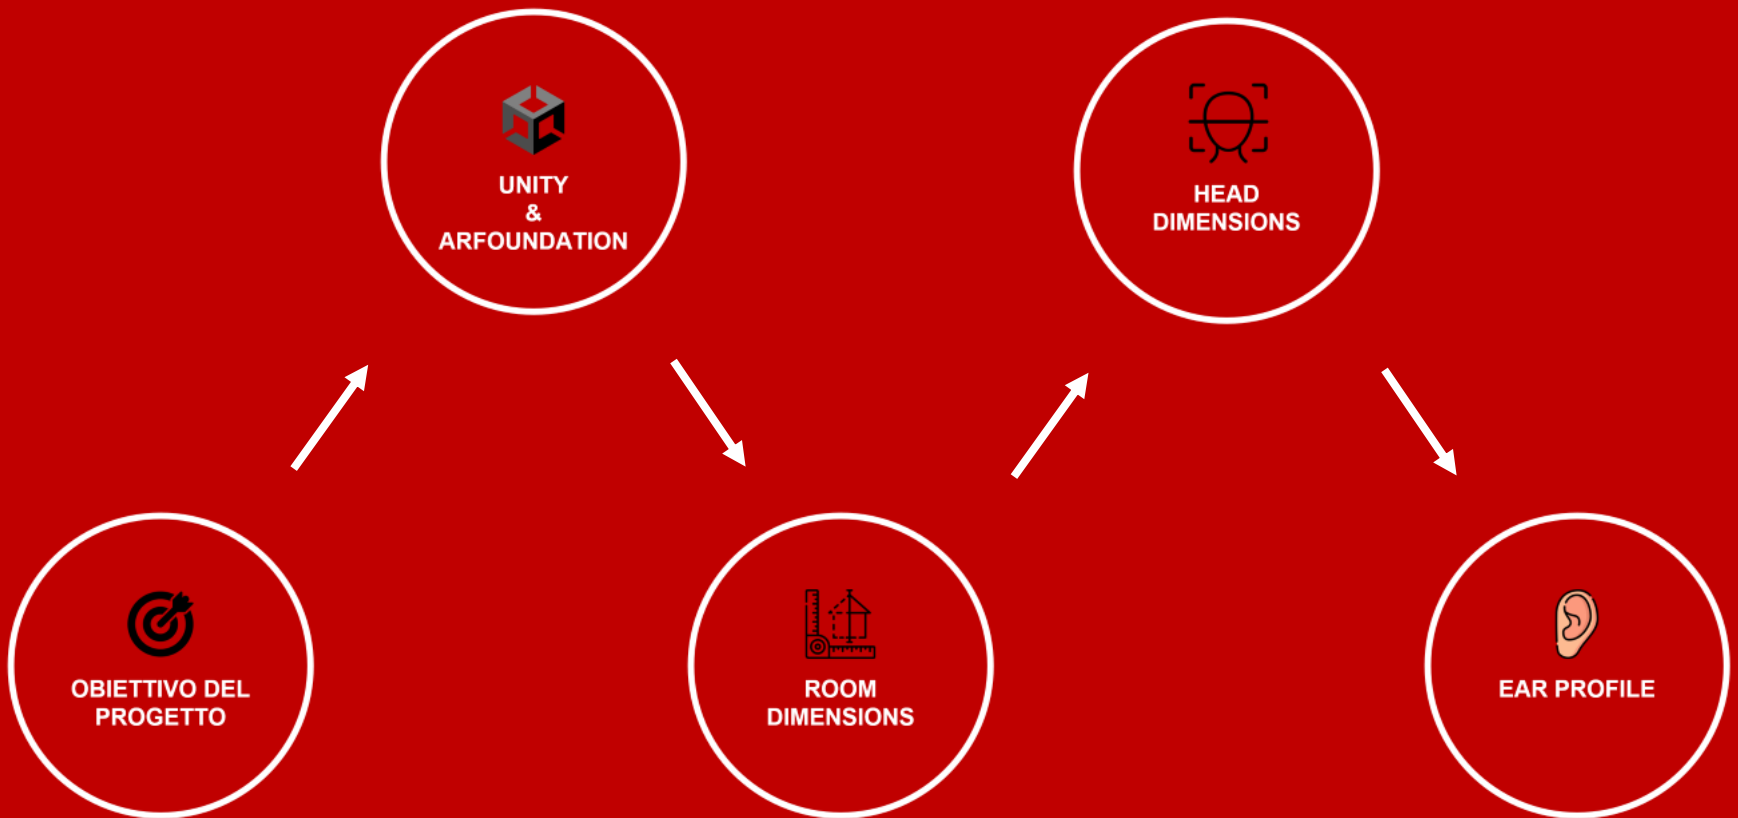 OBIETTIVO DEL
PROGETTO
UNITY
&
ARFOUNDATION
ROOM
DIMENSIONS
HEAD
DIMENSIONS
EAR PROFILE